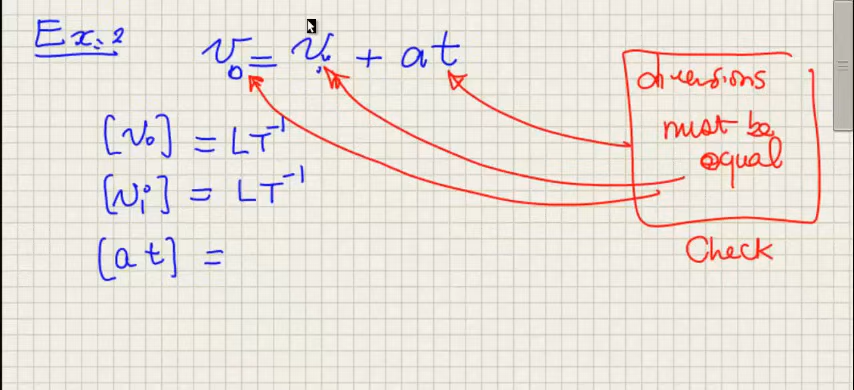 Ex: 2
v₀ = vᵢ + at
[v₀] = LT⁻¹
[vᵢ] = LT⁻¹
[at] =
dimensions
must be
equal
Check